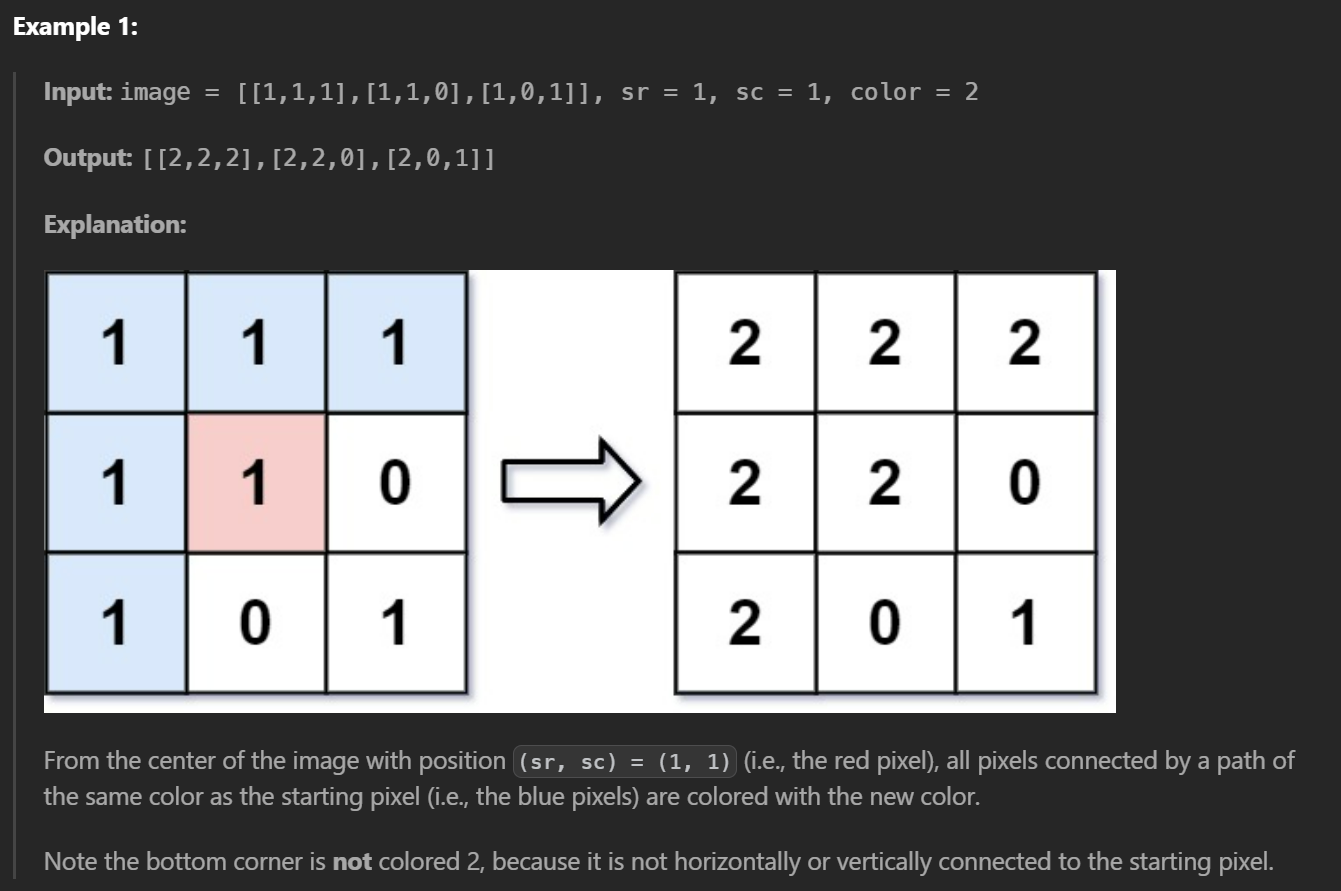 Example 1:
Input: image = [[1,1,1],[1,1,0],[1,0,1]], sr = 1, sc = 1, color = 2
Output: [[2,2,2],[2,2,0],[2,0,1]]
Explanation:
1 1 1 2 2 2
1 1 0 2 2 0
1 0 1 2 0 1
From the center of the image with position (sr, sc) = (1, 1) (i.e., the red pixel), all pixels connected by a path of
the same color as the starting pixel (i.e., the blue pixels) are colored with the new color.
Note the bottom corner is not colored 2, because it is not horizontally or vertically connected to the starting pixel.